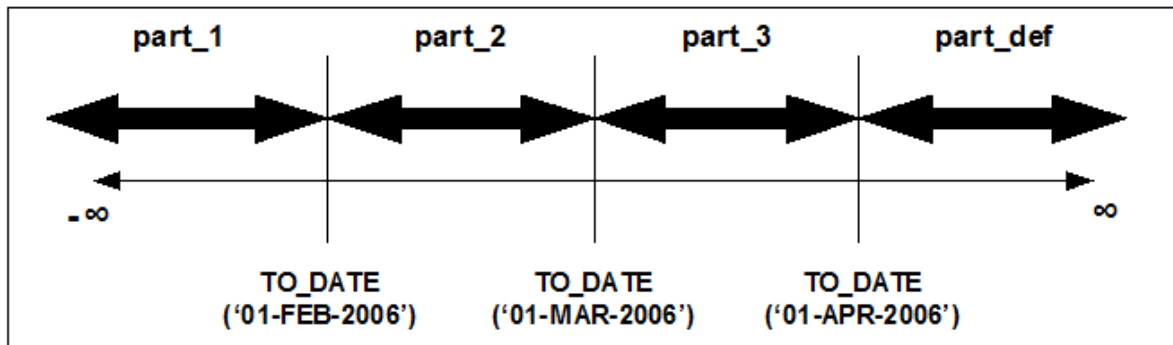 part_1 part_2 part_3 part_def
-∞ ∞
TO_DATE TO_DATE TO_DATE
(‘01-FEB-2006’) (‘01-MAR-2006’) (‘01-APR-2006’)